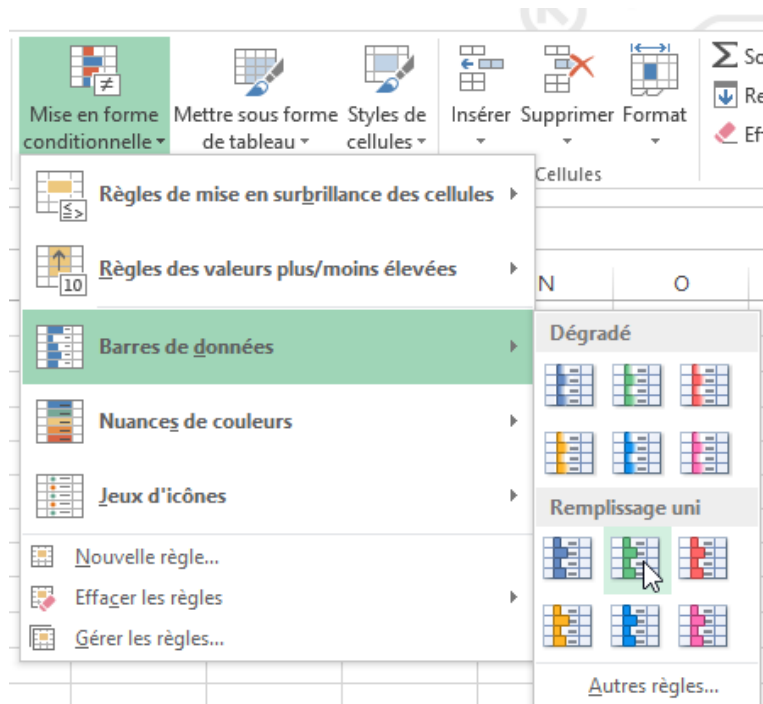 Mise en forme conditionnelle
Mettre sous forme de tableau
Styles de cellules
Insérer
Supprimer
Format
Cellules
Règles de mise en surbrillance des cellules
Règles des valeurs plus/moins élevées
10
Barres de données
Nuances de couleurs
Jeux d'icônes
Nouvelle règle...
Effacer les règles
Gérer les règles...
N O
Dégradé
Remplissage uni
Autres règles...